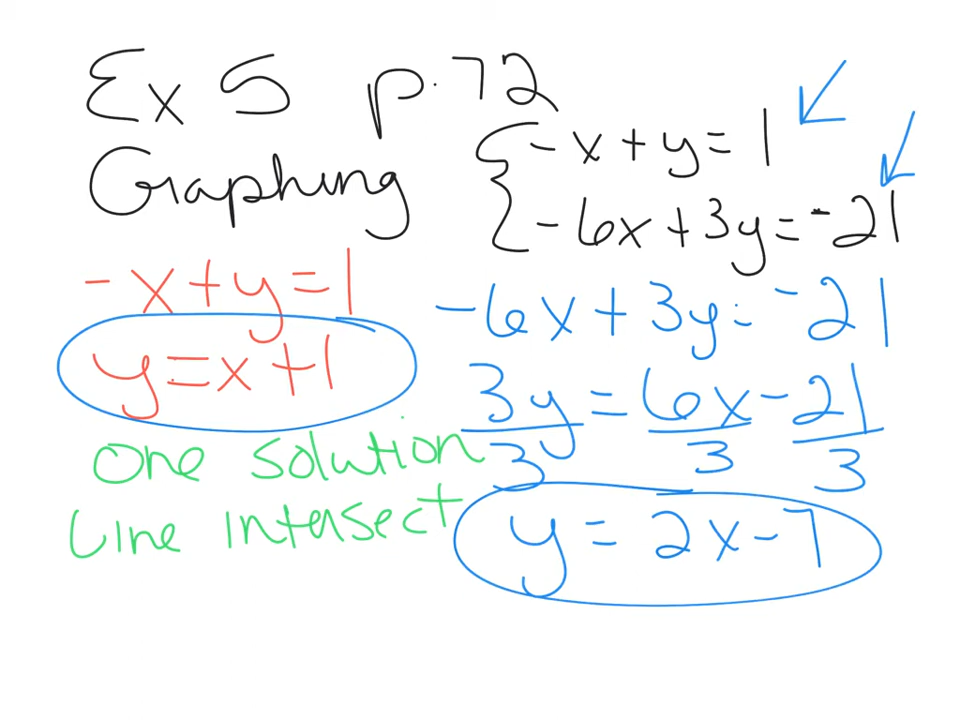 Ex 5 p.72
Graphing
{ -x + y = 1
{ -6x + 3y = -21
-x + y = 1
y = x + 1
One solution
Line intersect
-6x + 3y = -21
3y/3 = 6x/3 - 21/3
y = 2x - 7